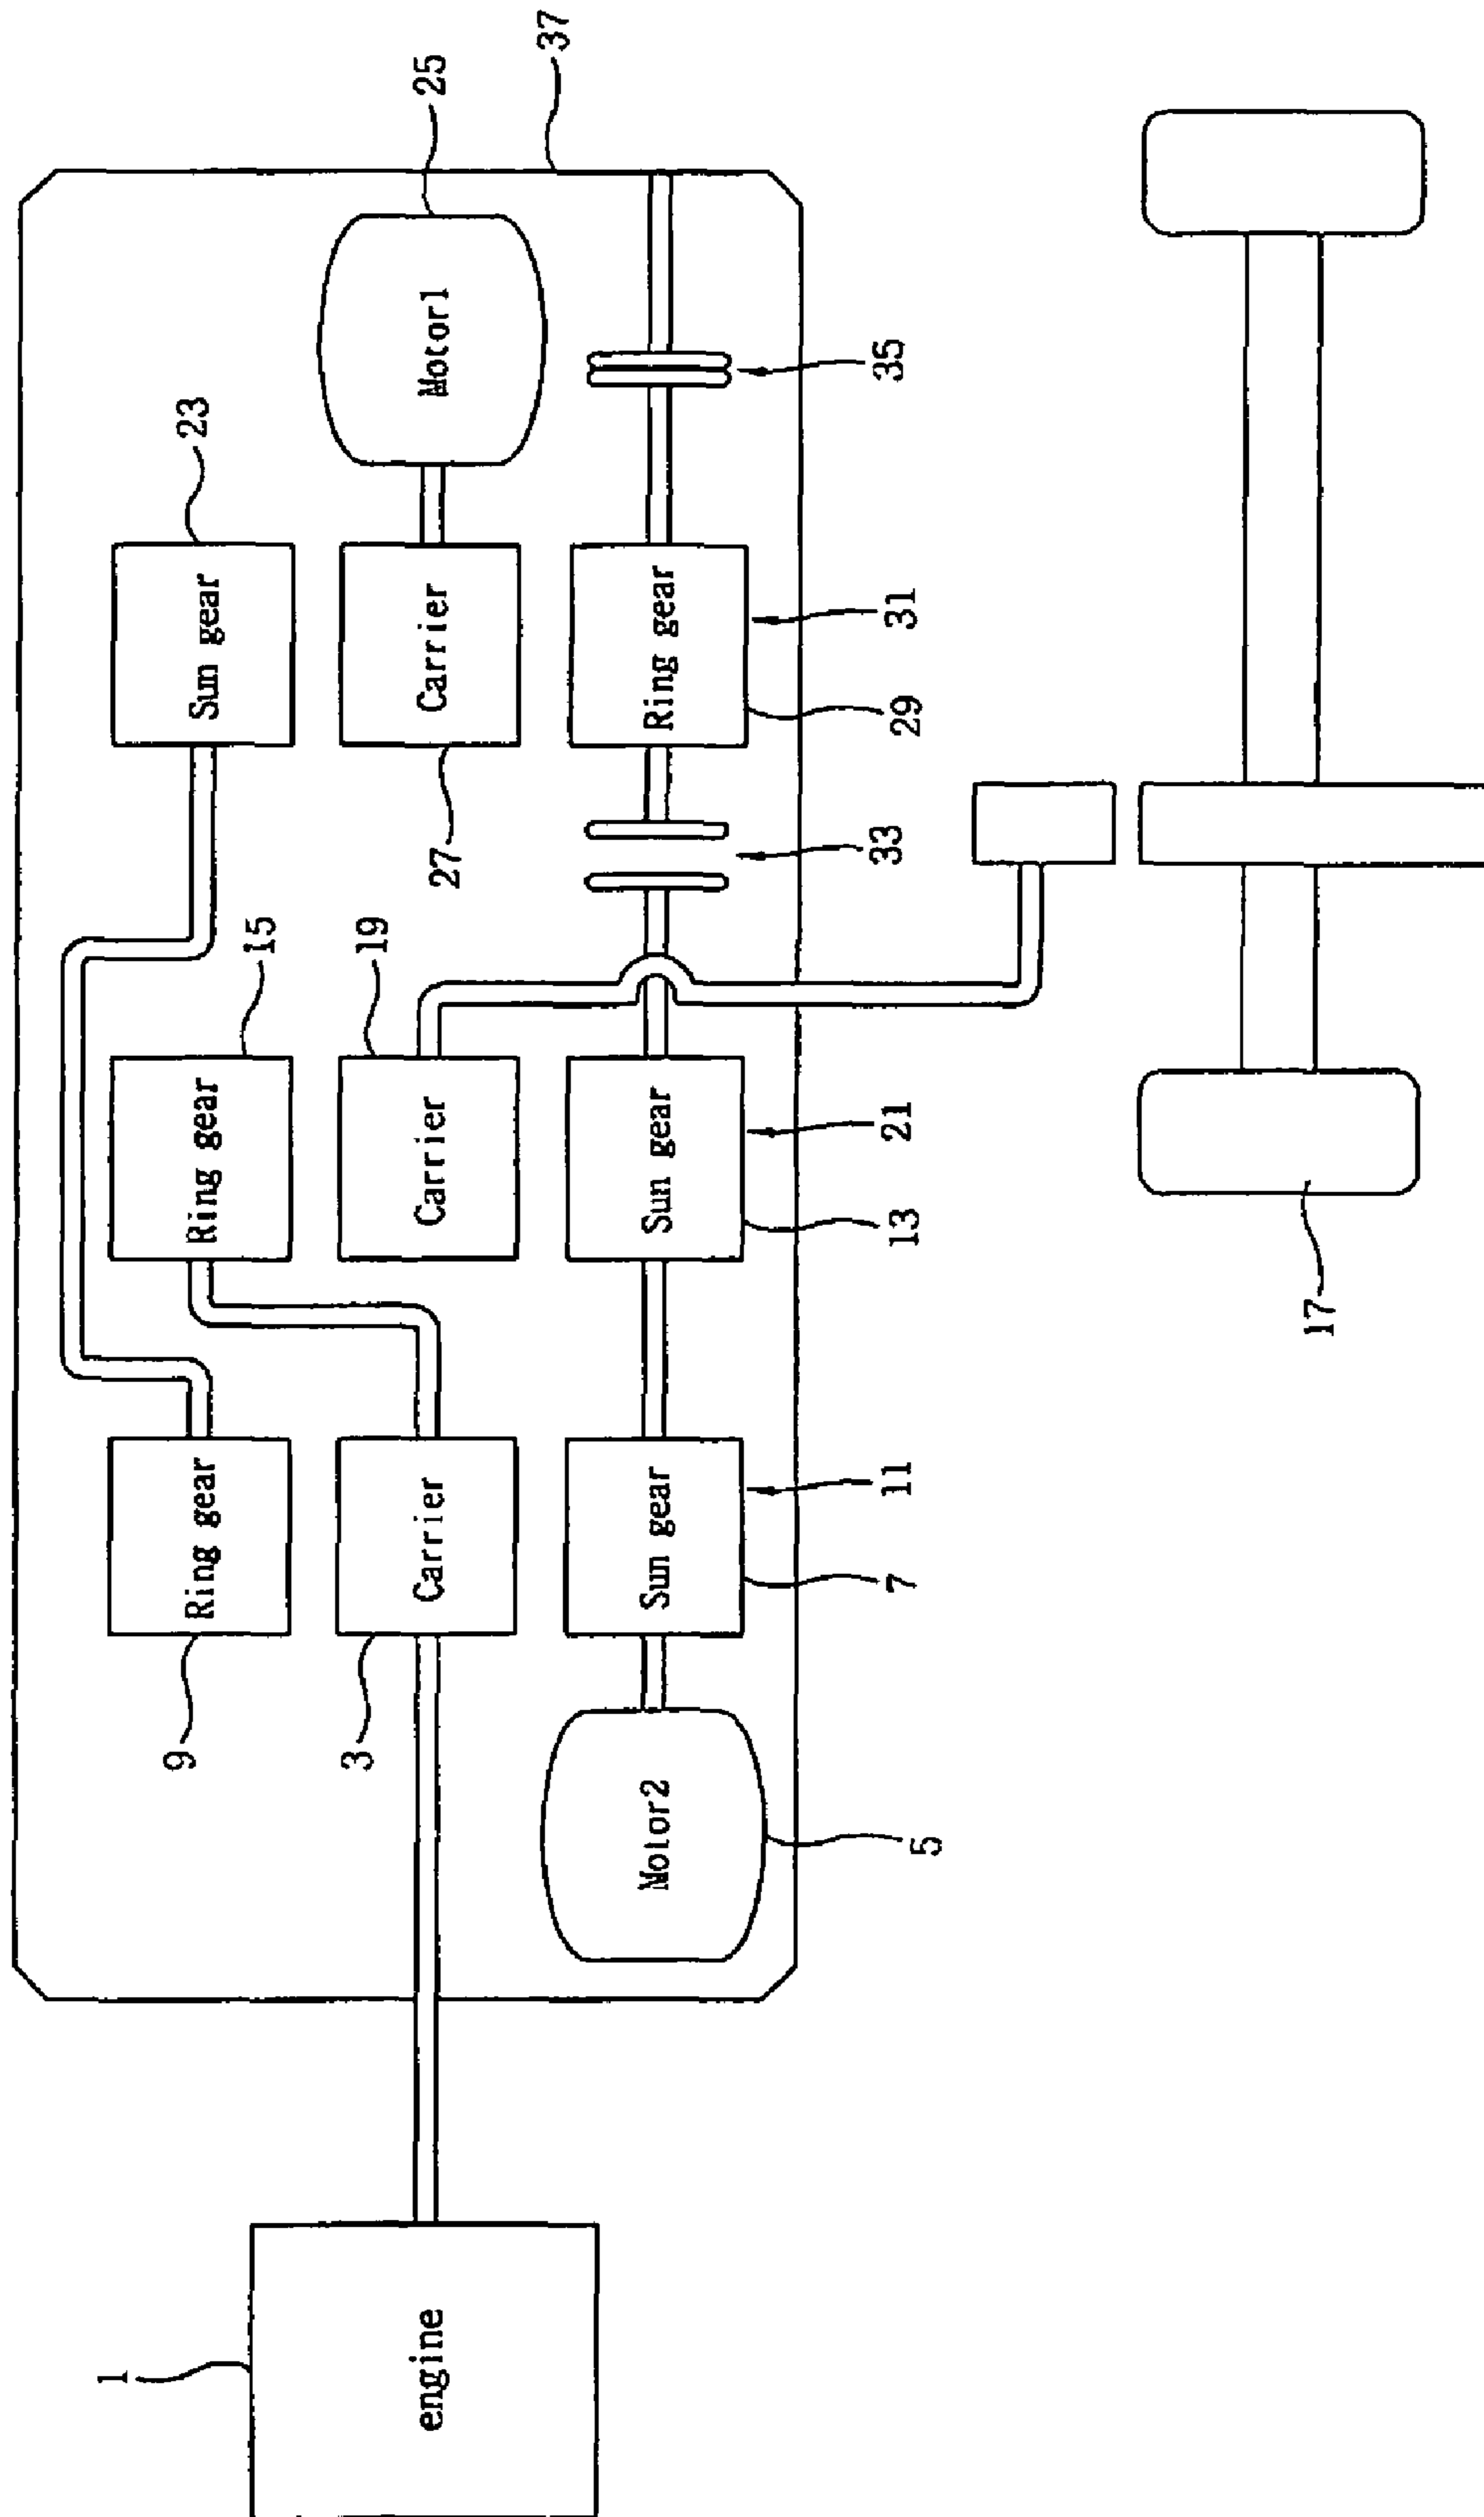 1
9
Ring gear
Ring gear
15
Sun gear
23
3
19
engine
Carrier
Carrier
27
Carrier
Motor1
25
37
Motor2
Sun gear
Sun gear
Ring gear
5
7
11
13
21
33
29
31
35
17